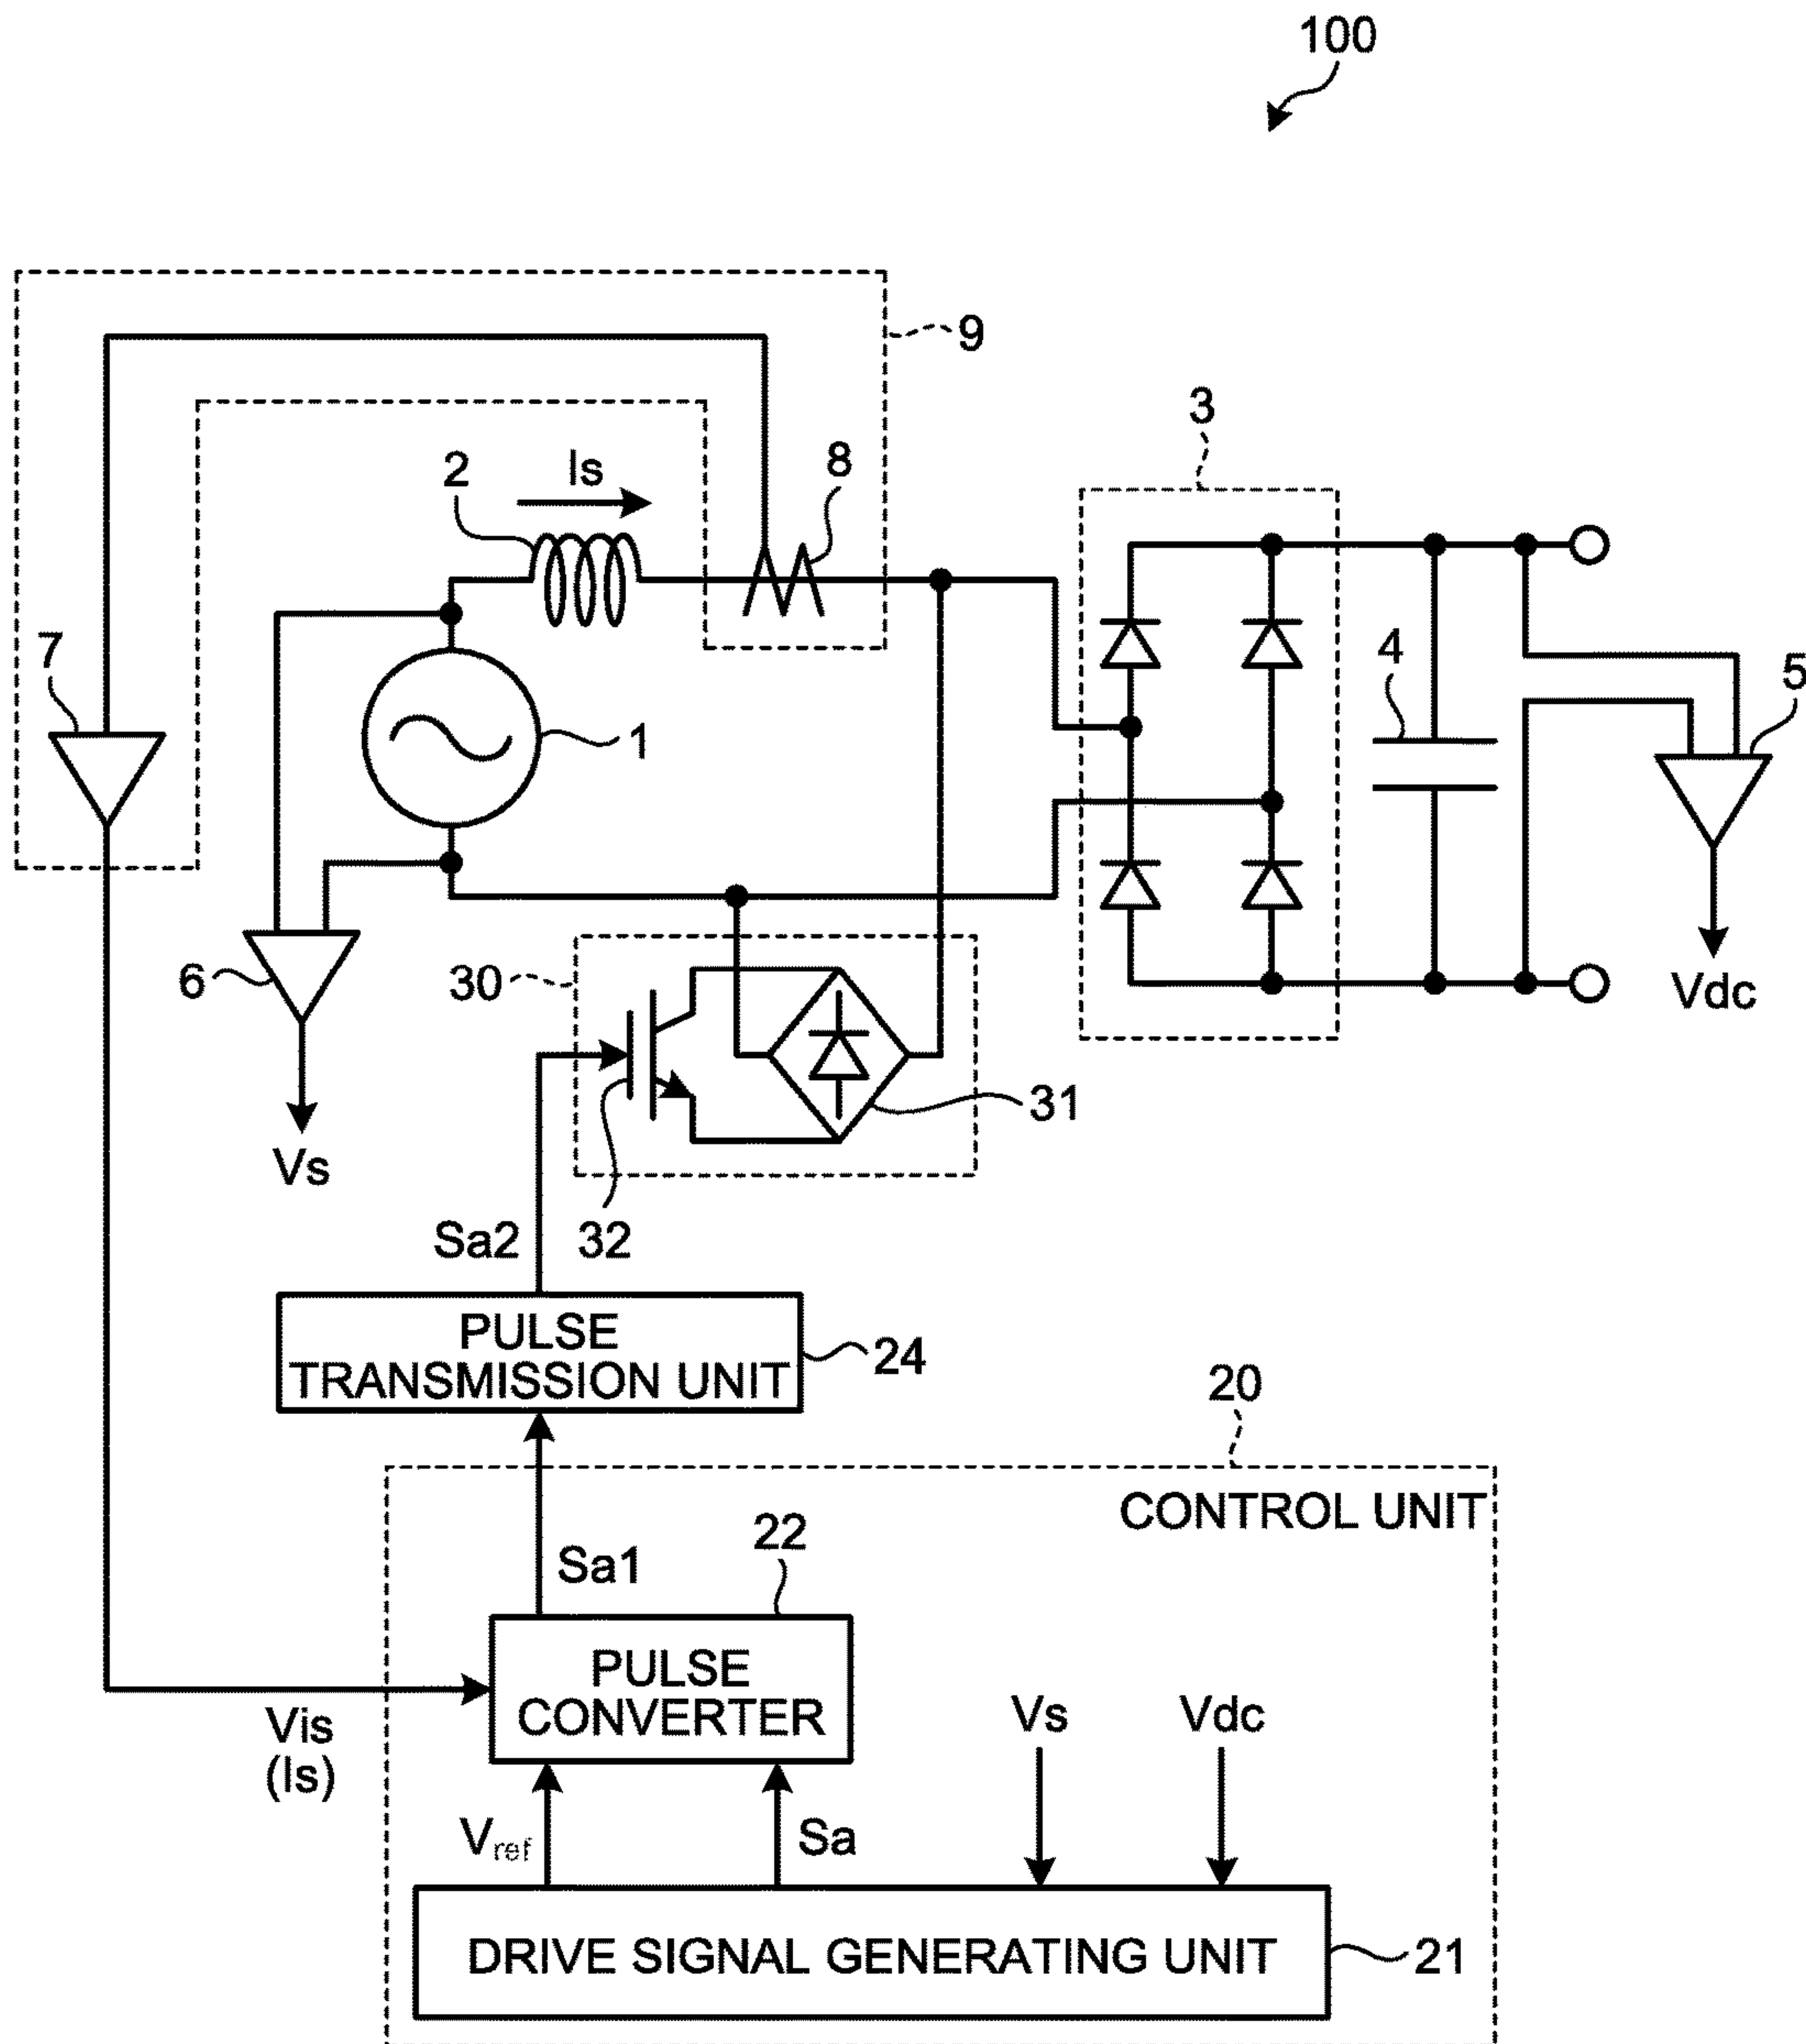 100
9
3
2
Is
8
7
4
5
1
6
30
Vdc
31
Vs
Sa2
32
PULSE
TRANSMISSION UNIT
24
20
CONTROL UNIT
22
Sa1
PULSE
CONVERTER
Vs
Vdc
Vis
(Is)
Vref
Sa
DRIVE SIGNAL GENERATING UNIT
21